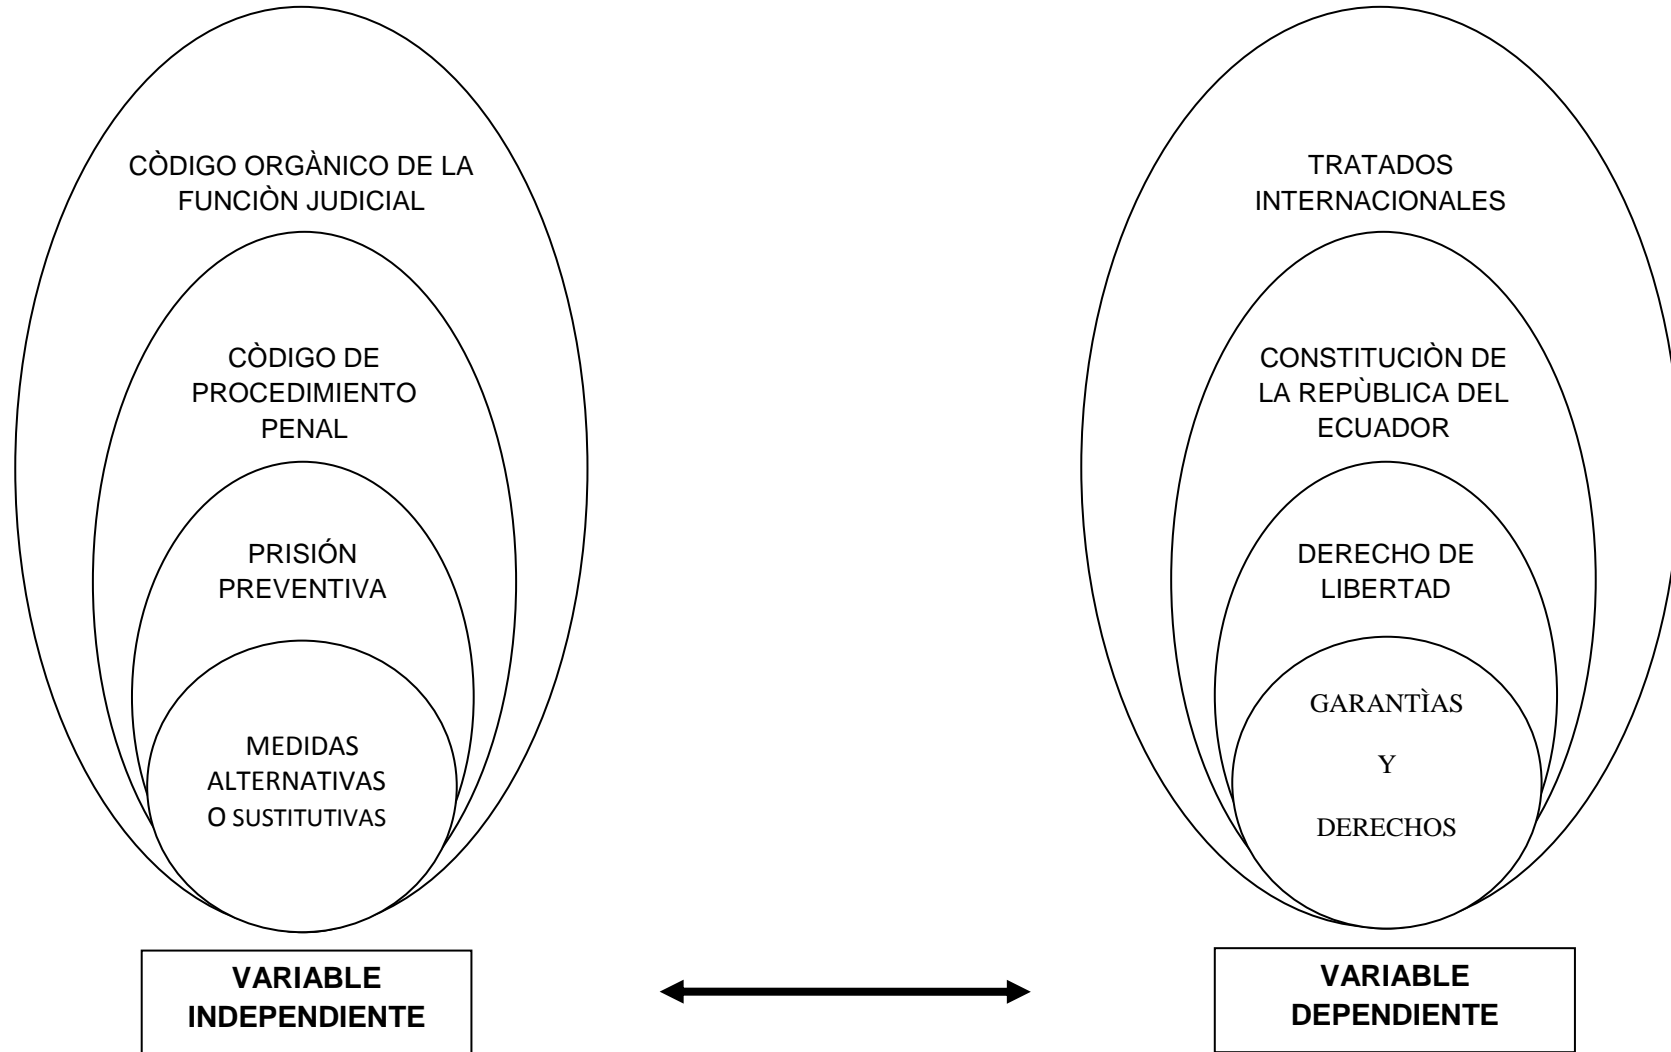 CÒDIGO ORGÀNICO DE LA
FUNCIÒN JUDICIAL
CÒDIGO DE
PROCEDIMIENTO
PENAL
PRISIÓN
PREVENTIVA
MEDIDAS
ALTERNATIVAS
O SUSTITUTIVAS
VARIABLE
INDEPENDIENTE
TRATADOS
INTERNACIONALES
CONSTITUCIÒN DE
LA REPÙBLICA DEL
ECUADOR
DERECHO DE
LIBERTAD
GARANTÌAS
Y
DERECHOS
VARIABLE
DEPENDIENTE